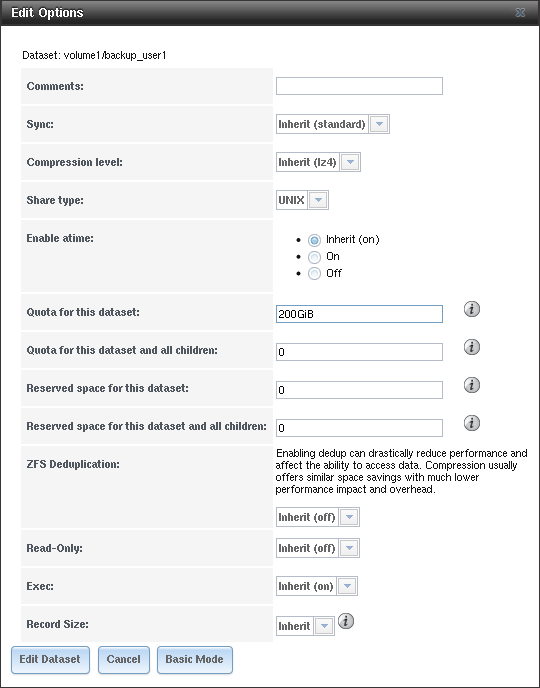 Edit Options
Dataset: volume1/backup_user1
Comments:
Sync: Inherit (standard)
Compression level: Inherit (lz4)
Share type: UNIX
Enable atime: Inherit (on)
On
Off
Quota for this dataset: 200GiB
Quota for this dataset and all children: 0
Reserved space for this dataset: 0
Reserved space for this dataset and all children: 0
ZFS Deduplication: Enabling dedup can drastically reduce performance and
affect the ability to access data. Compression usually
offers similar space savings with much lower
performance impact and overhead.
Inherit (off)
Read-Only: Inherit (off)
Exec: Inherit (on)
Record Size: Inherit
Edit Dataset Cancel Basic Mode